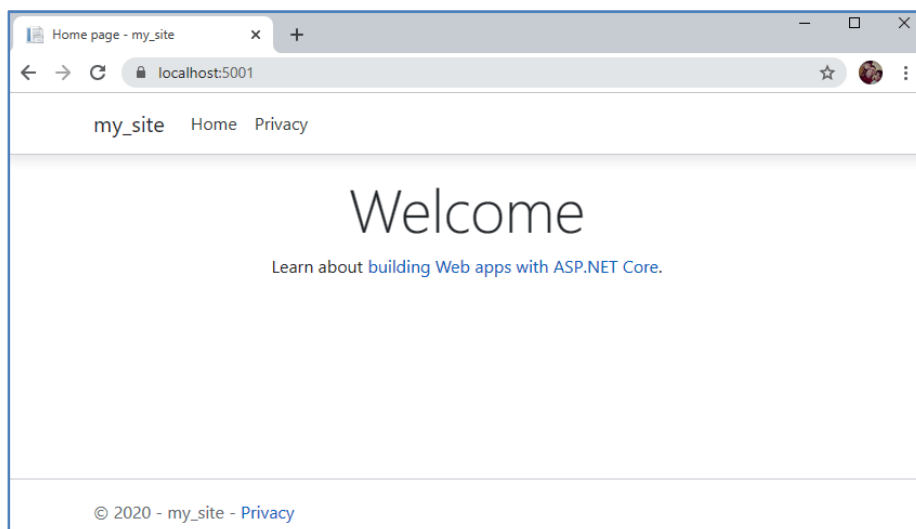 Home page - my_site
localhost:5001
my_site Home Privacy
Welcome
Learn about building Web apps with ASP.NET Core.
© 2020 - my_site - Privacy